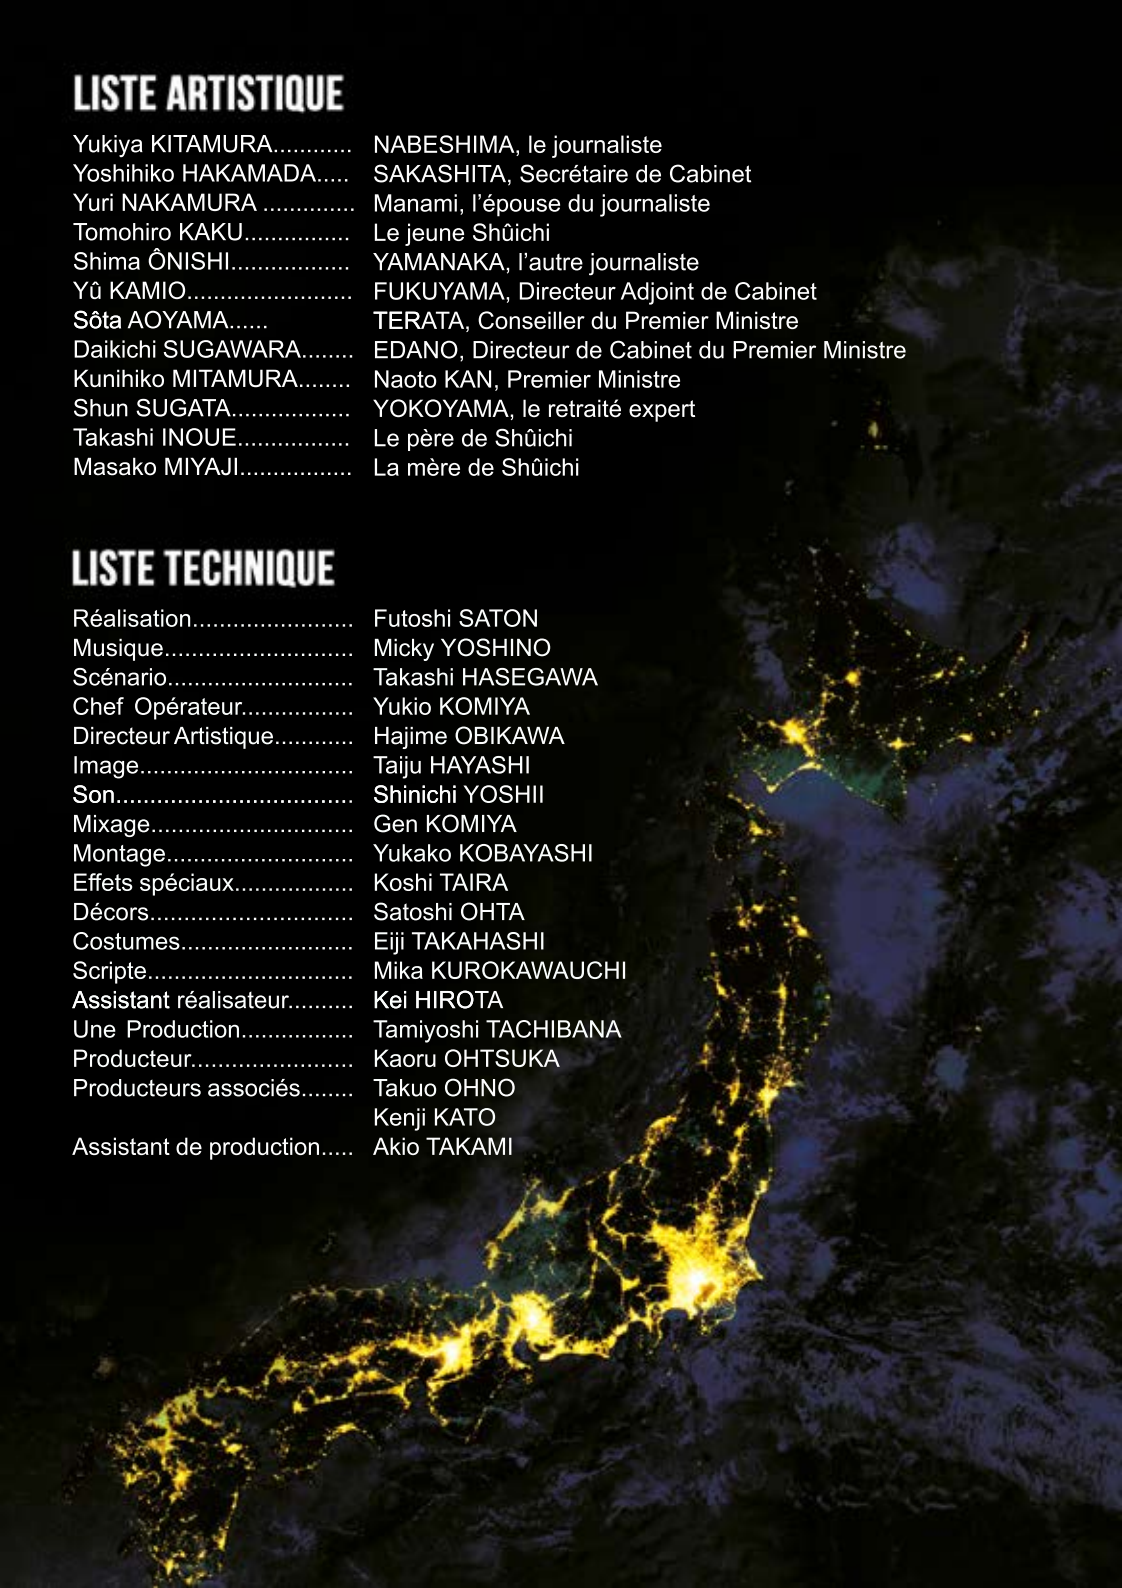 LISTE ARTISTIQUE
Yukiya KITAMURA............ NABESHIMA, le journaliste
Yoshihiko HAKAMADA..... SAKASHITA, Secrétaire de Cabinet
Yuri NAKAMURA .............. Manami, l'épouse du journaliste
Tomohiro KAKU................ Le jeune Shûichi
Shima ÔNISHI.................. YAMANAKA, l'autre journaliste
Yû KAMIO......................... FUKUYAMA, Directeur Adjoint de Cabinet
Sôta AOYAMA...... TERATA, Conseiller du Premier Ministre
Daikichi SUGAWARA........ EDANO, Directeur de Cabinet du Premier Ministre
Kunihiko MITAMURA........ Naoto KAN, Premier Ministre
Shun SUGATA.................. YOKOYAMA, le retraité expert
Takashi INOUE................. Le père de Shûichi
Masako MIYAJI................. La mère de Shûichi
LISTE TECHNIQUE
Réalisation........................ Futoshi SATON
Musique............................ Micky YOSHINO
Scénario............................ Takashi HASEGAWA
Chef Opérateur................. Yukio KOMIYA
Directeur Artistique............ Hajime OBIKAWA
Image................................ Taiju HAYASHI
Son................................... Shinichi YOSHII
Mixage.............................. Gen KOMIYA
Montage............................ Yukako KOBAYASHI
Effets spéciaux.................. Koshi TAIRA
Décors.............................. Satoshi OHTA
Costumes.......................... Eiji TAKAHASHI
Scripte............................... Mika KUROKAWAUCHI
Assistant réalisateur.......... Kei HIROTA
Une Production................. Tamiyoshi TACHIBANA
Producteur........................ Kaoru OHTSUKA
Producteurs associés........ Takuo OHNO
Kenji KATO
Assistant de production..... Akio TAKAMI